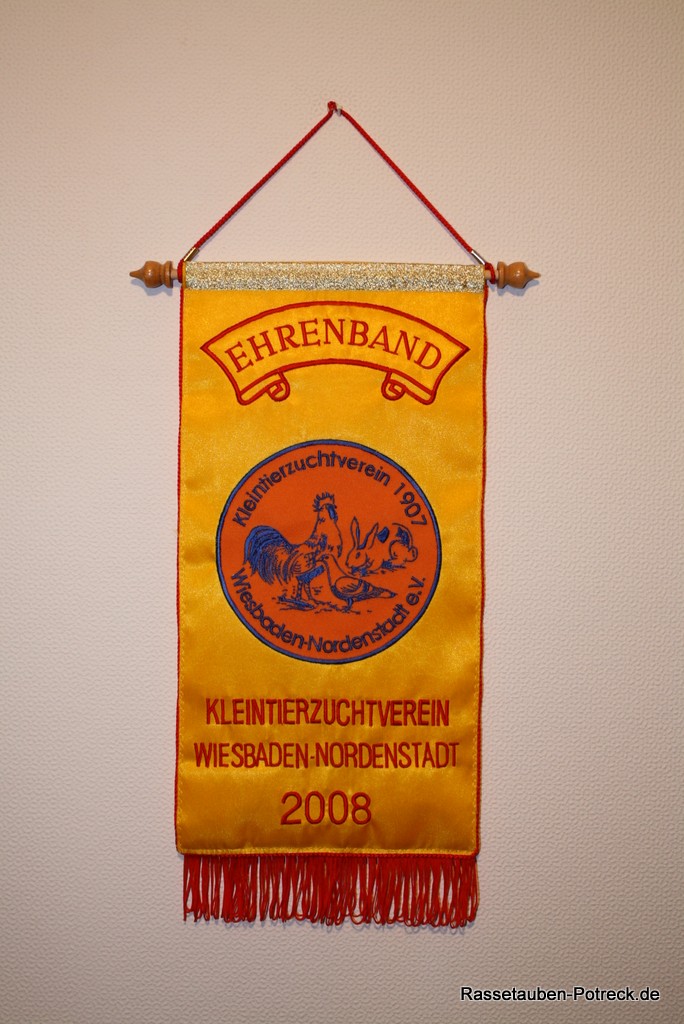 EHRENBAND
Kleintierzuchtverein 1907
Wiesbaden-Nordenstadt e.V.
KLEINTIERZUCHTVEREIN
WIESBADEN-NORDENSTADT
2008
Rassetauben-Potreck.de